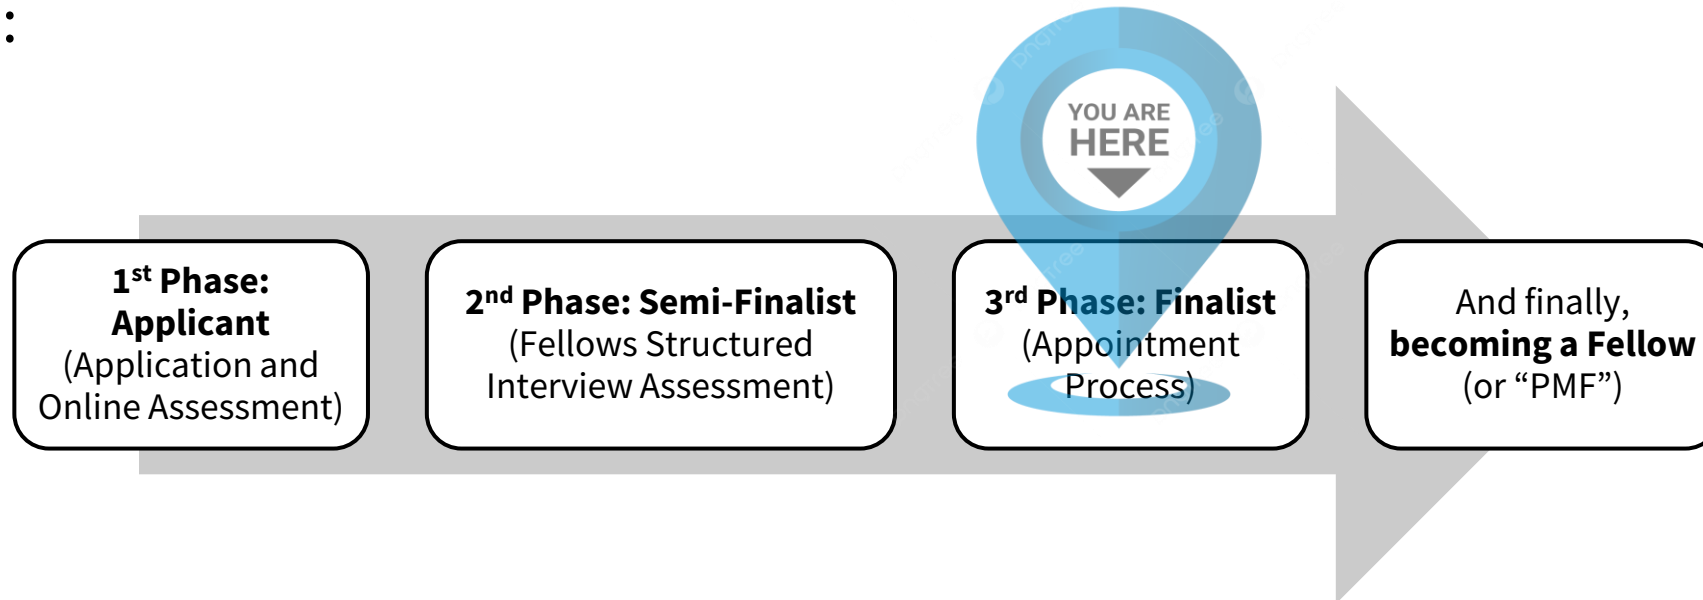 :
YOU ARE
HERE
1st Phase:
Applicant
(Application and
Online Assessment)
2nd Phase: Semi-Finalist
(Fellows Structured
Interview Assessment)
3rd Phase: Finalist
(Appointment
Process)
And finally,
becoming a Fellow
(or “PMF”)